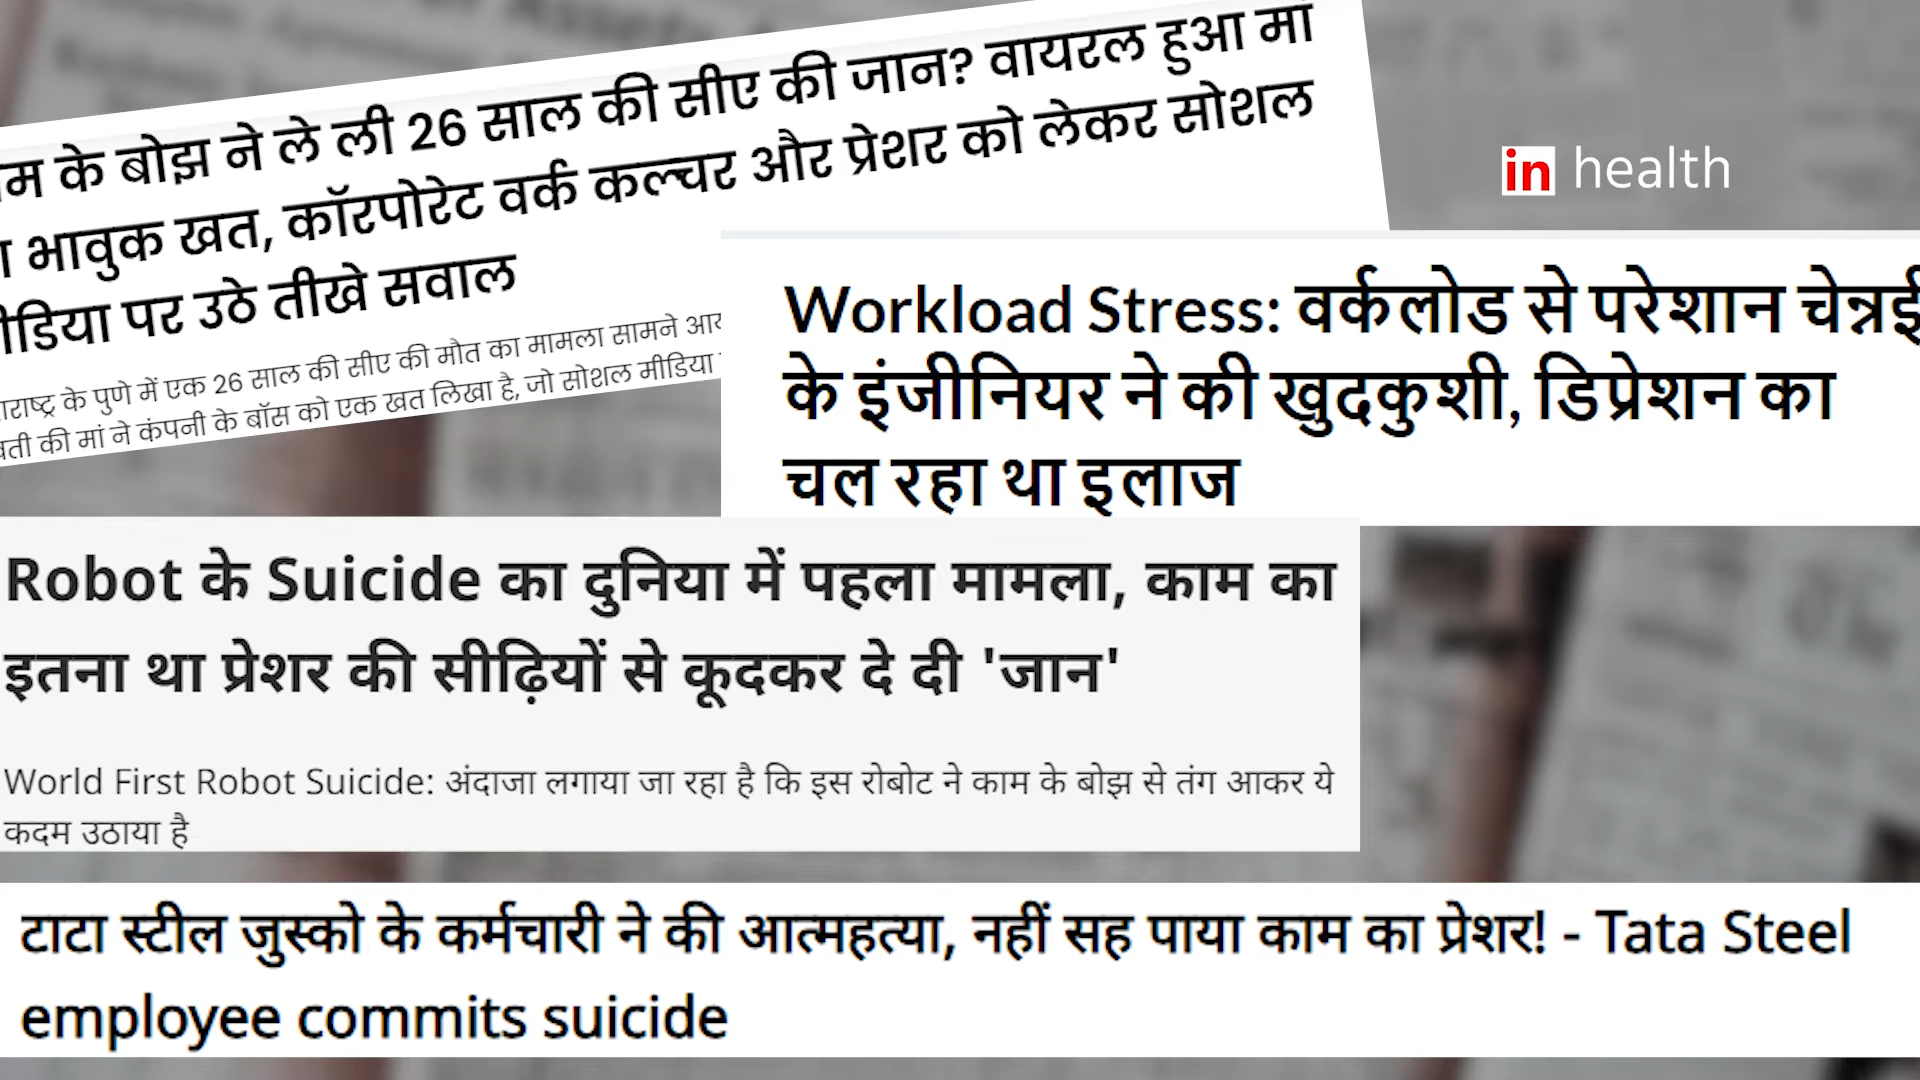 के बोझ ने ले ली 26 साल की सीए की जान? वायरल हुआ मां
भावुक खत, कॉरपोरेट वर्क कल्चर और प्रेशर को लेकर सोशल
पर उठे तीखे सवाल
के पुणे में एक 26 साल की सीए की मौत का मामला सामने
की मां ने कंपनी के बॉस को एक खत लिखा है, जो सोशल मीडिया
in health
Workload Stress: वर्कलोड से परेशान चेन्नई
के इंजीनियर ने की खुदकुशी, डिप्रेशन का
चल रहा था इलाज
Robot के Suicide का दुनिया में पहला मामला, काम का
इतना था प्रेशर की सीढ़ियों से कूदकर दे दी 'जान'
World First Robot Suicide: अंदाजा लगाया जा रहा है कि इस रोबोट ने काम के बोझ से तंग आकर ये
कदम उठाया है
टाटा स्टील जुस्को के कर्मचारी ने की आत्महत्या, नहीं सह पाया काम का प्रेशर! - Tata Steel
employee commits suicide